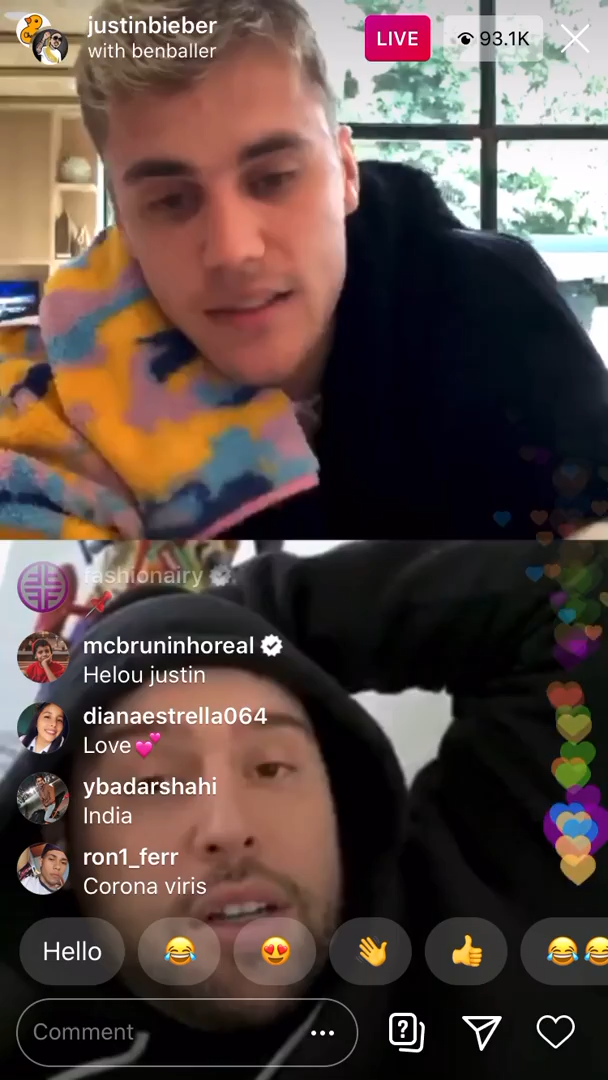 justinbieber
with benballer
LIVE
93.1K
fashionairy
mcbruninhoreal
Helou justin
dianaestrella064
Love💕
ybadarshahi
India
ron1_ferr
Corona viris
Hello
Comment